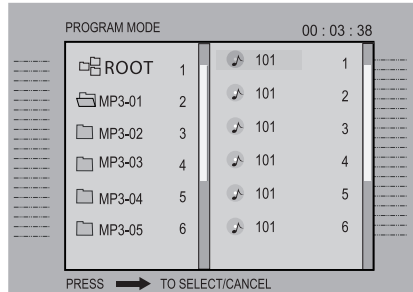 PROGRAM MODE 00 : 03 : 38
ROOT 1 101 1
MP3-01 2 101 2
MP3-02 3 101 3
MP3-03 4 101 4
MP3-04 5 101 5
MP3-05 6 101 6
PRESS TO SELECT/CANCEL